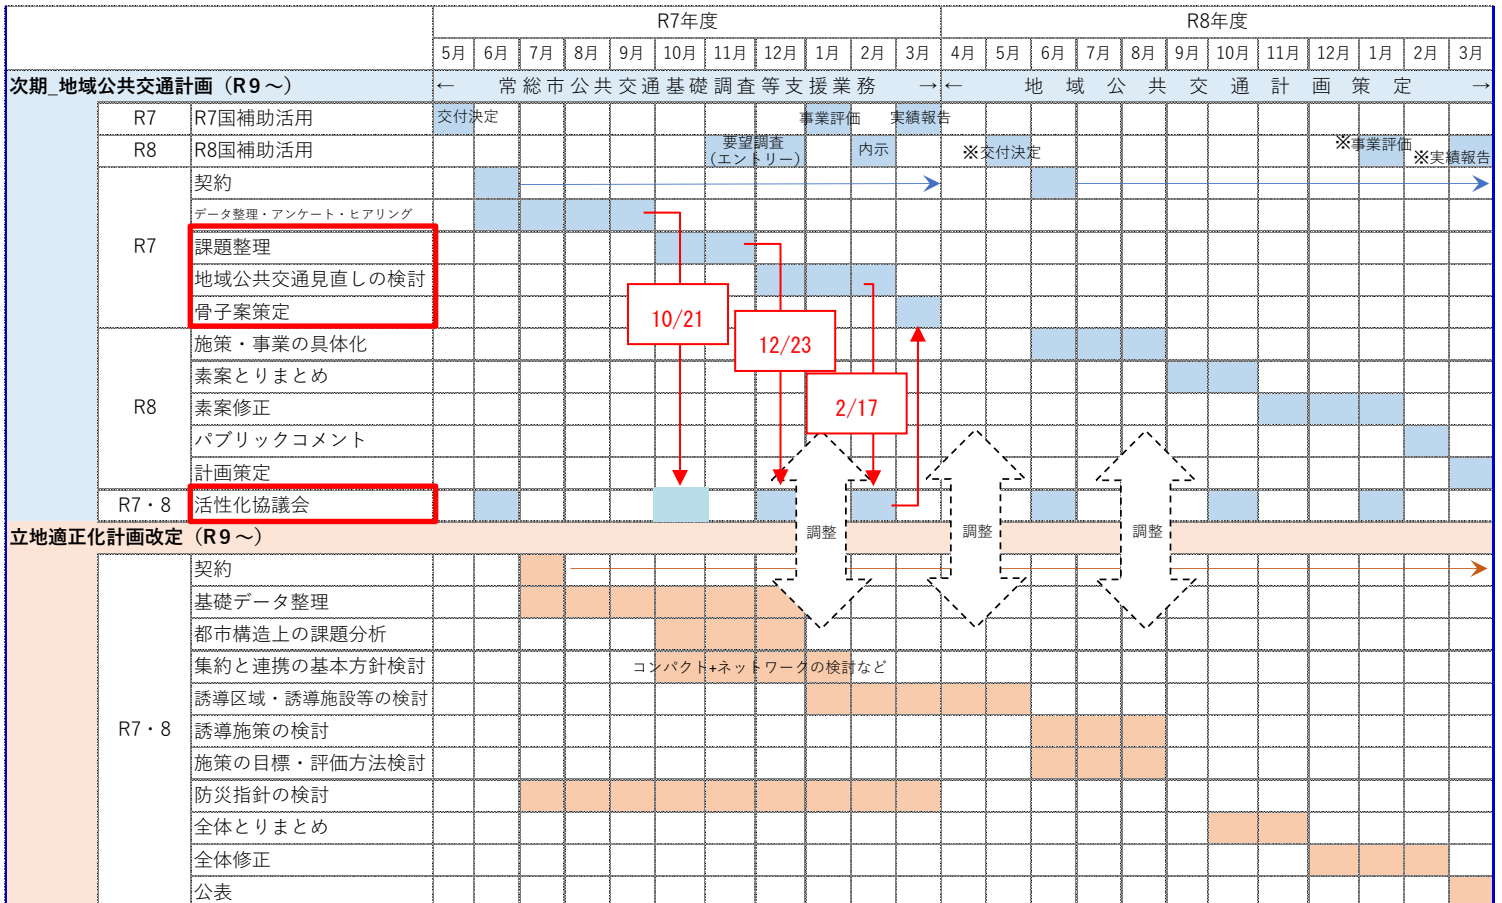 R7年度 R8年度
5月 6月 7月 8月 9月 10月 11月 12月 1月 2月 3月 4月 5月 6月 7月 8月 9月 10月 11月 12月 1月 2月 3月
次期_地域公共交通計画（R9～） ← 常総市公共交通基礎調査等支援業務 → ← 地域公共交通計画策定 →
R7 R7国補助活用 交付決定 事業評価 実績報告
R8 R8国補助活用 要望調査 内示 ※交付決定 ※事業評価 ※実績報告
（エントリー）
契約
データ整理・アンケート・ヒアリング
R7 課題整理
地域公共交通見直しの検討
骨子案策定
10/21
施策・事業の具体化
12/23
素案とりまとめ
R8 素案修正
2/17
パブリックコメント
計画策定
R7・8 活性化協議会
調整 調整 調整
立地適正化計画改定（R9～）
契約
基礎データ整理
都市構造上の課題分析
集約と連携の基本方針検討 コンパクト+ネットワークの検討など
誘導区域・誘導施設等の検討
R7・8 誘導施策の検討
施策の目標・評価方法検討
防災指針の検討
全体とりまとめ
全体修正
公表